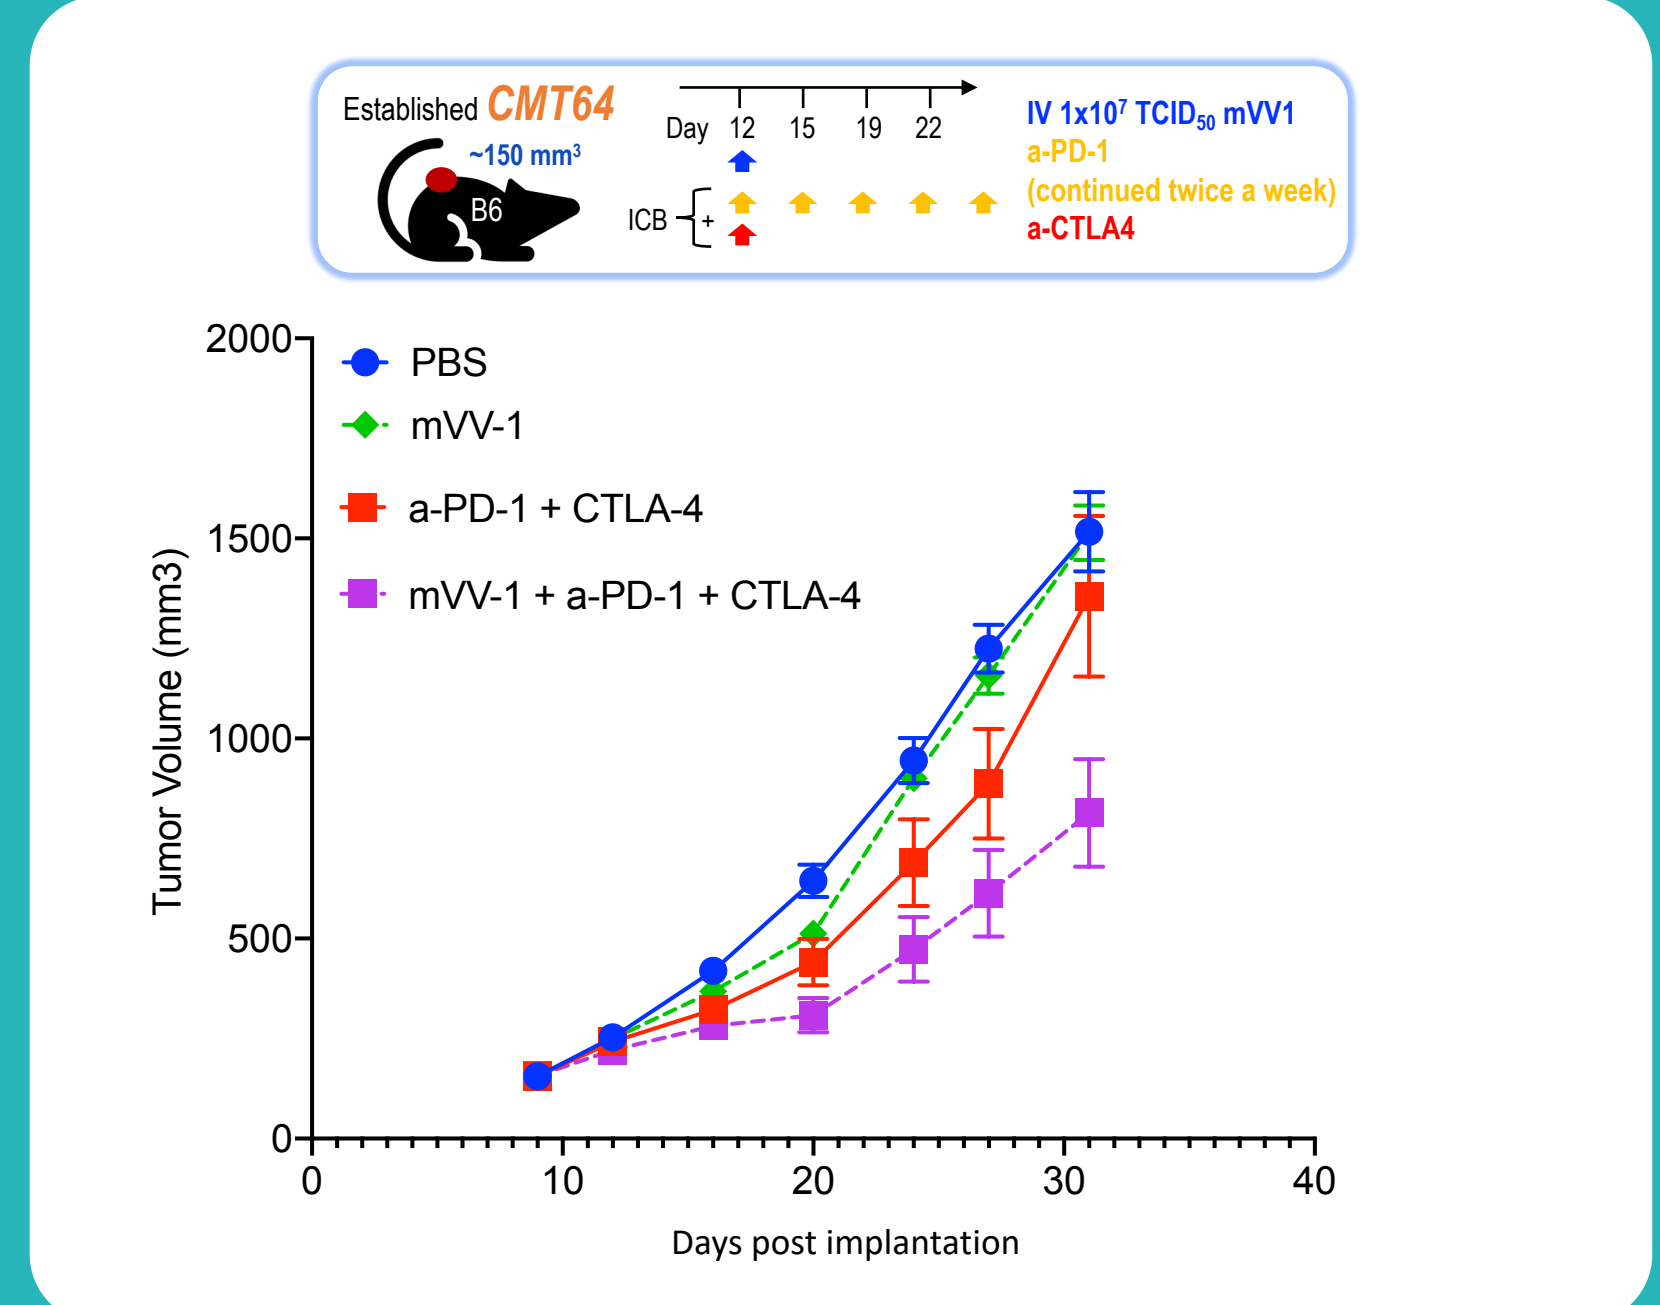 Established CMT64
~150 mm³
B6
Day 12 15 19 22
ICB +
IV 1x10⁷ TCID₅₀ mVV1
a-PD-1
(continued twice a week)
a-CTLA4
PBS
mVV-1
a-PD-1 + CTLA-4
mVV-1 + a-PD-1 + CTLA-4
Tumor Volume (mm3)
2000
1500
1000
500
0
0 10 20 30 40
Days post implantation